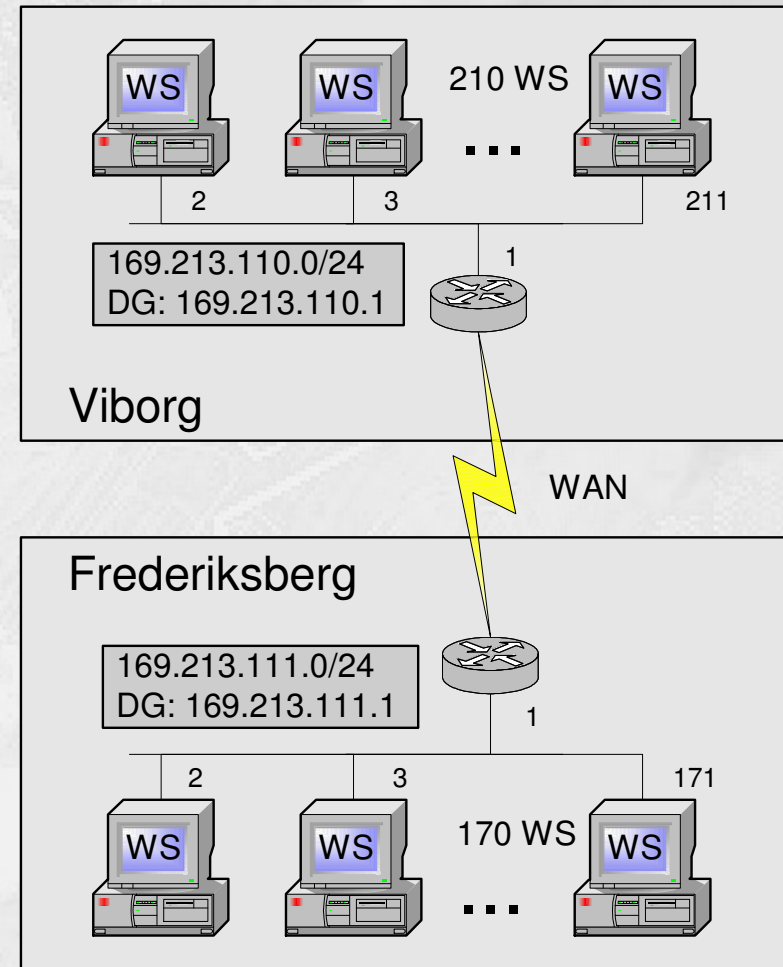 WS WS 210 WS WS
...
2 3 211
169.213.110.0/24
DG: 169.213.110.1
1
Viborg
WAN
Frederiksberg
169.213.111.0/24
DG: 169.213.111.1
1
2 3 171
WS WS 170 WS WS
...